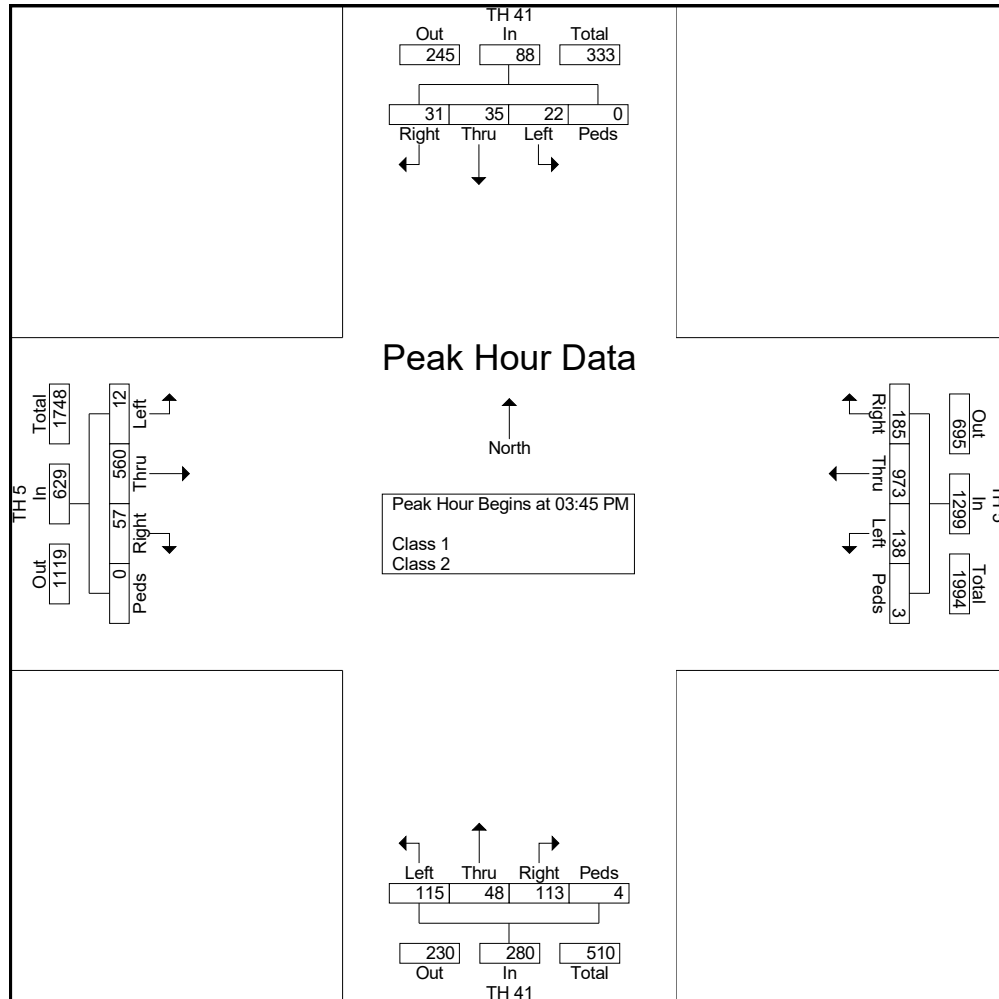 TH 41
Out In Total
245 88 333
31 35 22 0
Right Thru Left Peds
Peak Hour Data
North
Peak Hour Begins at 03:45 PM
Class 1
Class 2
TH 5
Total In Out
1748 629 1119
12 560 57 0
Left Thru Right Peds
Out In Total
695 1299 1994
185 973 138 3
Right Thru Left Peds
Left Thru Right Peds
115 48 113 4
230 280 510
Out In Total
TH 41